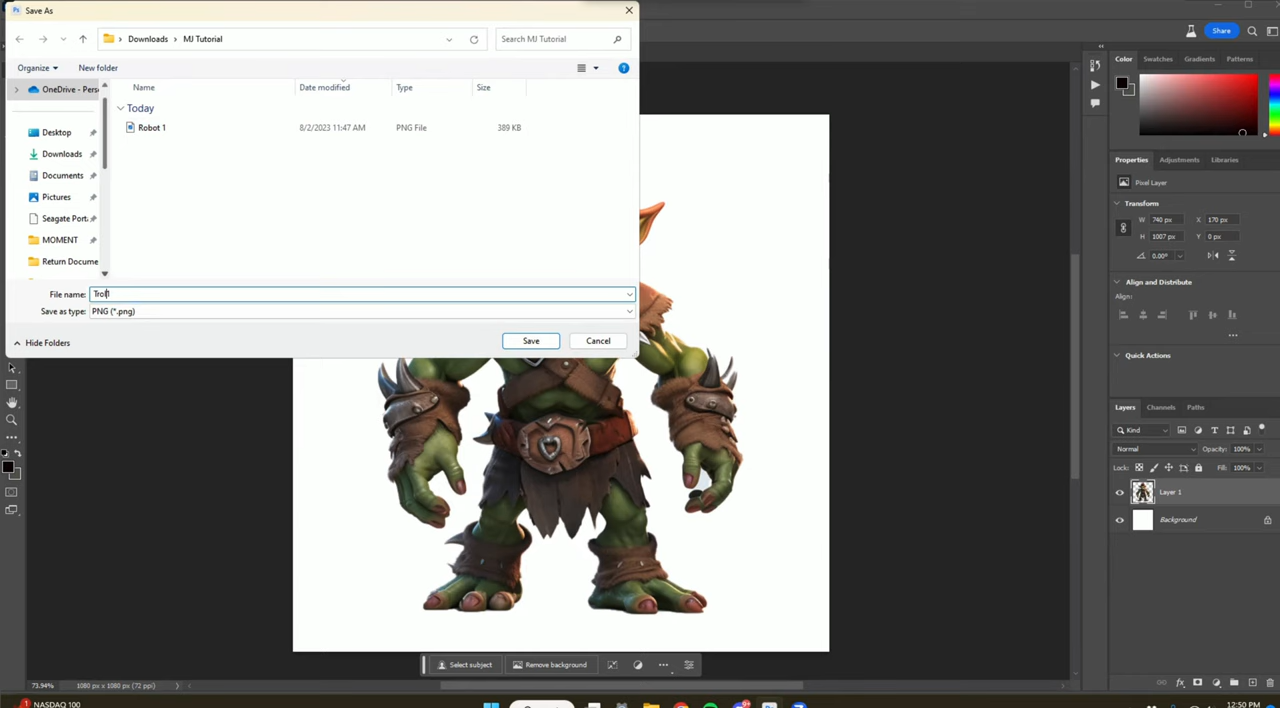 Save As
Downloads > MJ Tutorial
Search MJ Tutorial
Share
Organize
New folder
Color
Swatches
Gradients
Patterns
OneDrive - Perso
Name
Date modified
Type
Size
Today
Robot 1
8/2/2023 11:47 AM
PNG File
389 KB
Desktop
Downloads
Documents
Pictures
Seagate Port
MOMENT
Return Docume
Properties
Adjustments
Libraries
Pixel Layer
Transform
W 740 px X 170 px
H 1007 px Y 0 px
0.00°
Align and Distribute
Align:
File name: Troll
Save as type: PNG (*.png)
Hide Folders
Save
Cancel
Quick Actions
Layers
Channels
Paths
Kind
Normal
Opacity: 100%
Lock:
Fill: 100%
Layer 1
Background
Select subject
Remove background
73.94%
1080 px x 1080 px (72 ppi)
NASDAQ 100
12:50 PM